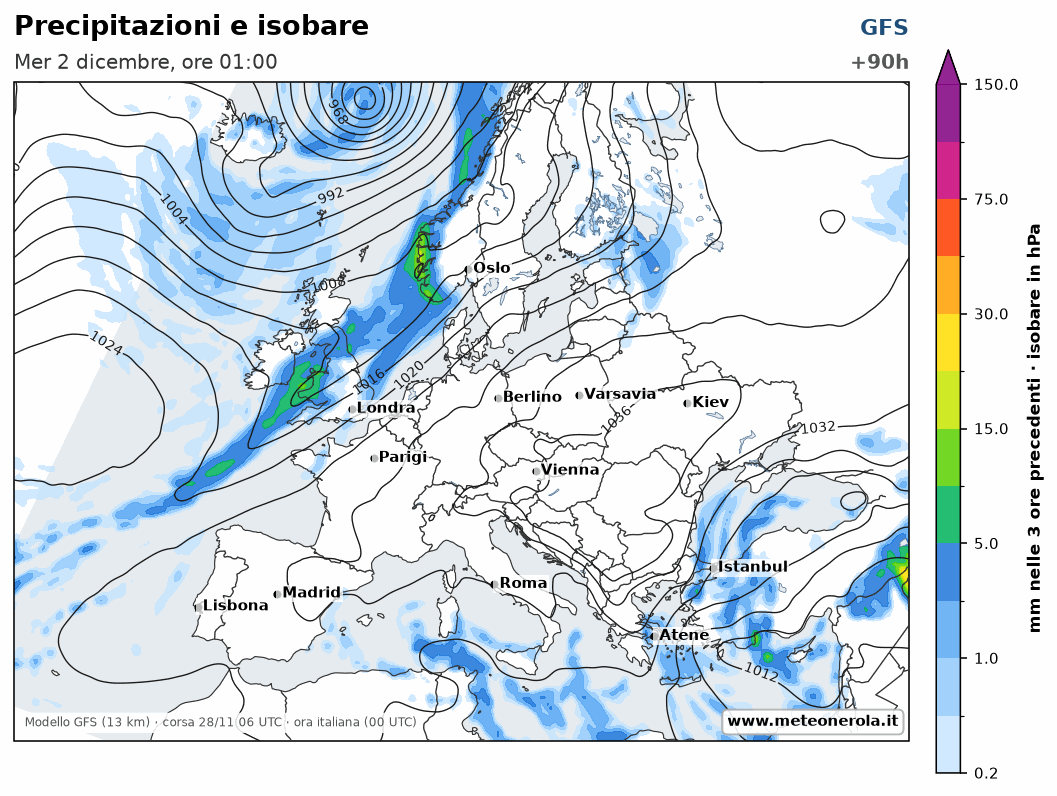 Precipitazioni e isobare
GFS
Mer 2 dicembre, ore 01:00
+90h
968
992
1004
1008
1024
1016
1020
1016
1032
1012
Oslo
Londra
Berlino
Varsavia
Kiev
Parigi
Vienna
Istanbul
Roma
Madrid
Lisbona
Atene
150.0
75.0
30.0
15.0
5.0
1.0
0.2
mm nelle 3 ore precedenti · isobare in hPa
Modello GFS (13 km) · corsa 28/11 06 UTC · ora italiana (00 UTC)
www.meteonerola.it